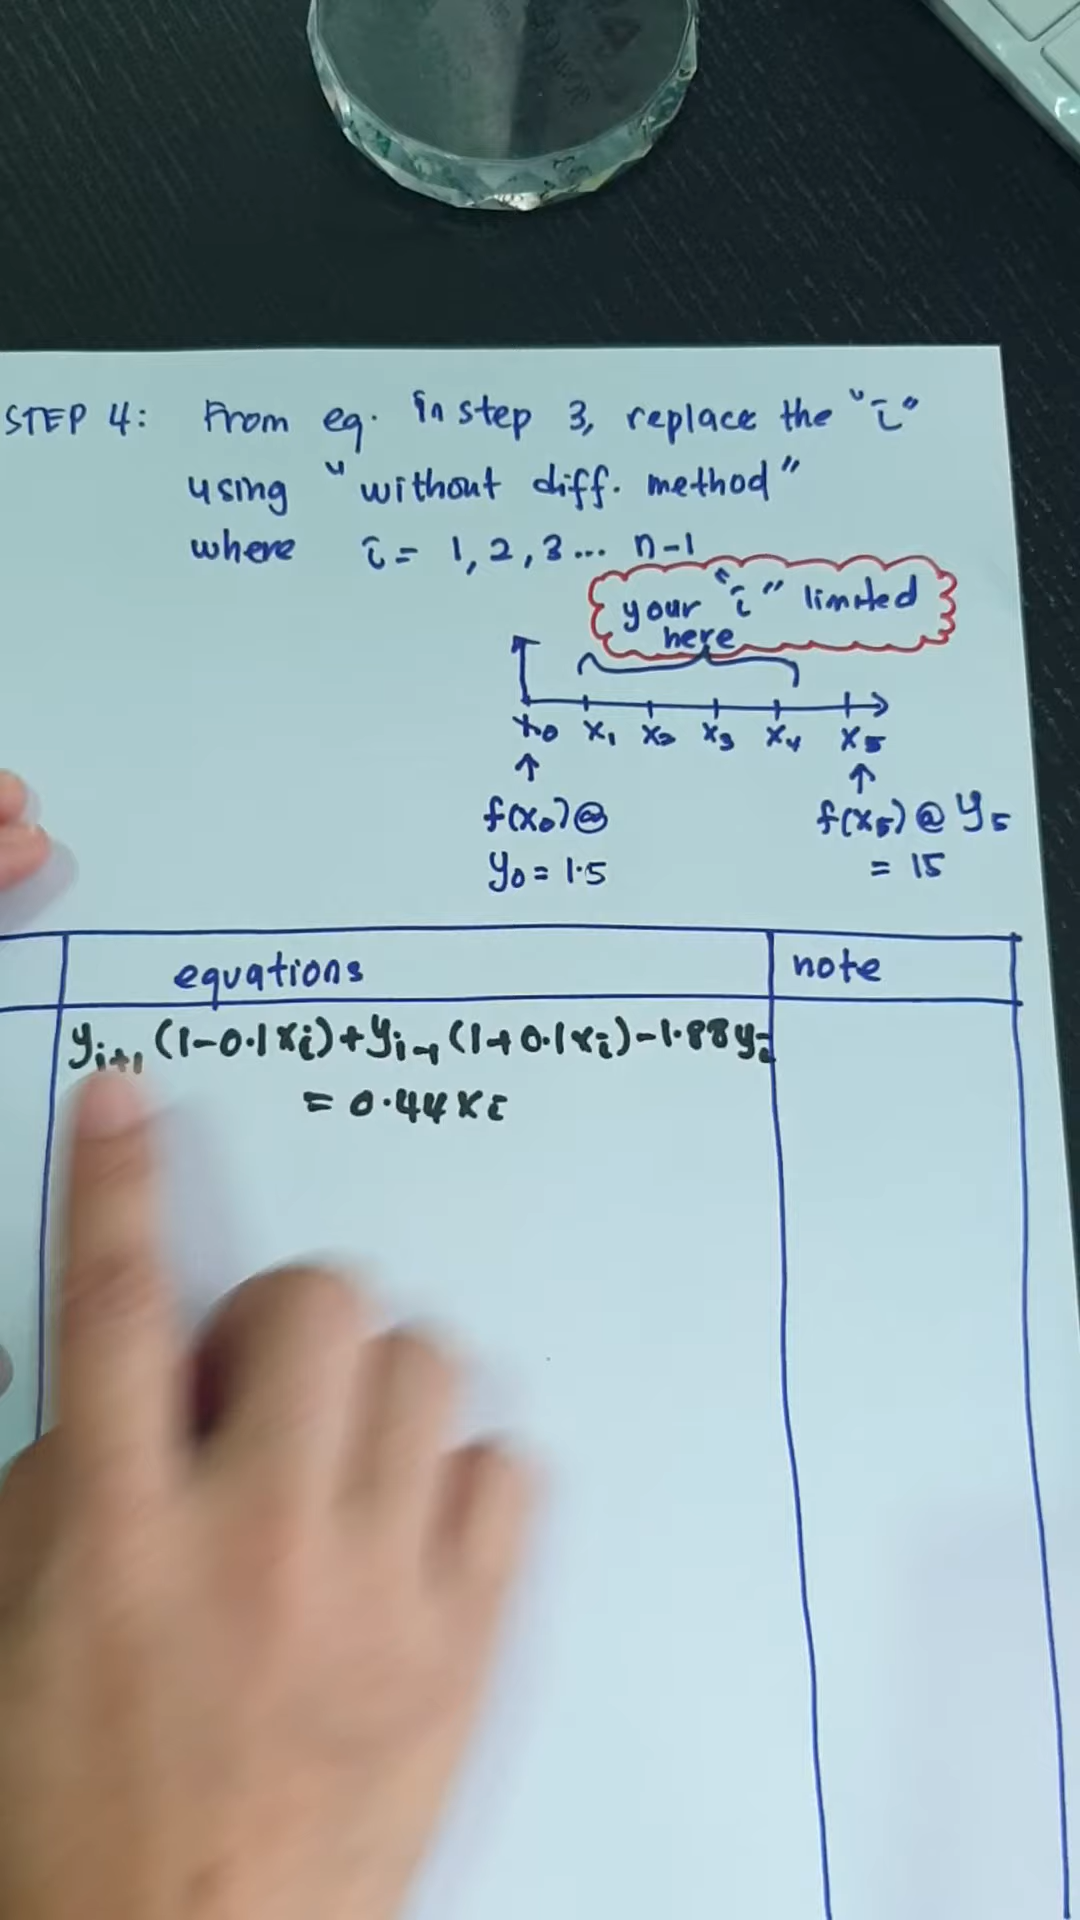 STEP 4: From eq. in step 3, replace the "i"
using "without diff. method"
where i = 1, 2, 3... n-1
your "i" limited
here
x₀ x₁ x₂ x₃ x₄ x₅
↑ ↑
f(x₀)@ f(x₅) @ y₅
y₀ = 1.5 = 15
equations note
yᵢ₊₁ (1-0.1xᵢ)+yᵢ₋₁ (1+0.1xᵢ)-1.88yᵢ
= 0.44xᵢ